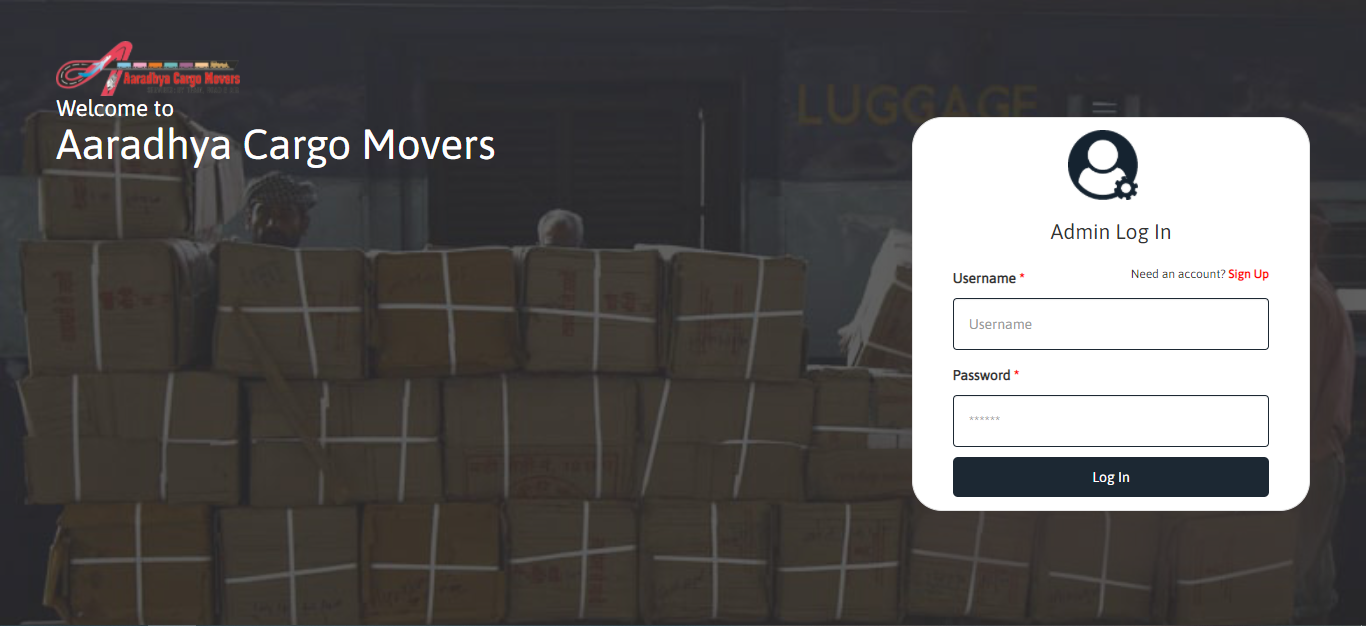 Aaradhya Cargo Movers
Welcome to
Aaradhya Cargo Movers
LUGGAGE
Admin Log In
Username *
Need an account? Sign Up
Username
Password *
******
Log In